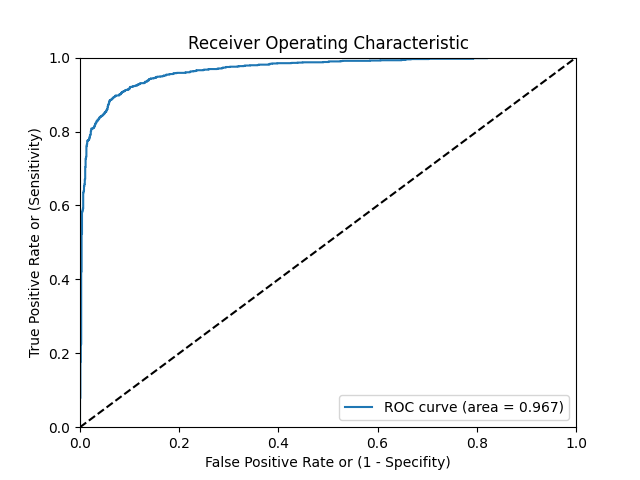 Receiver Operating Characteristic
1.0
0.8
0.6
0.4
0.2
0.0
True Positive Rate or (Sensitivity)
ROC curve (area = 0.967)
0.0 0.2 0.4 0.6 0.8 1.0
False Positive Rate or (1 - Specifity)